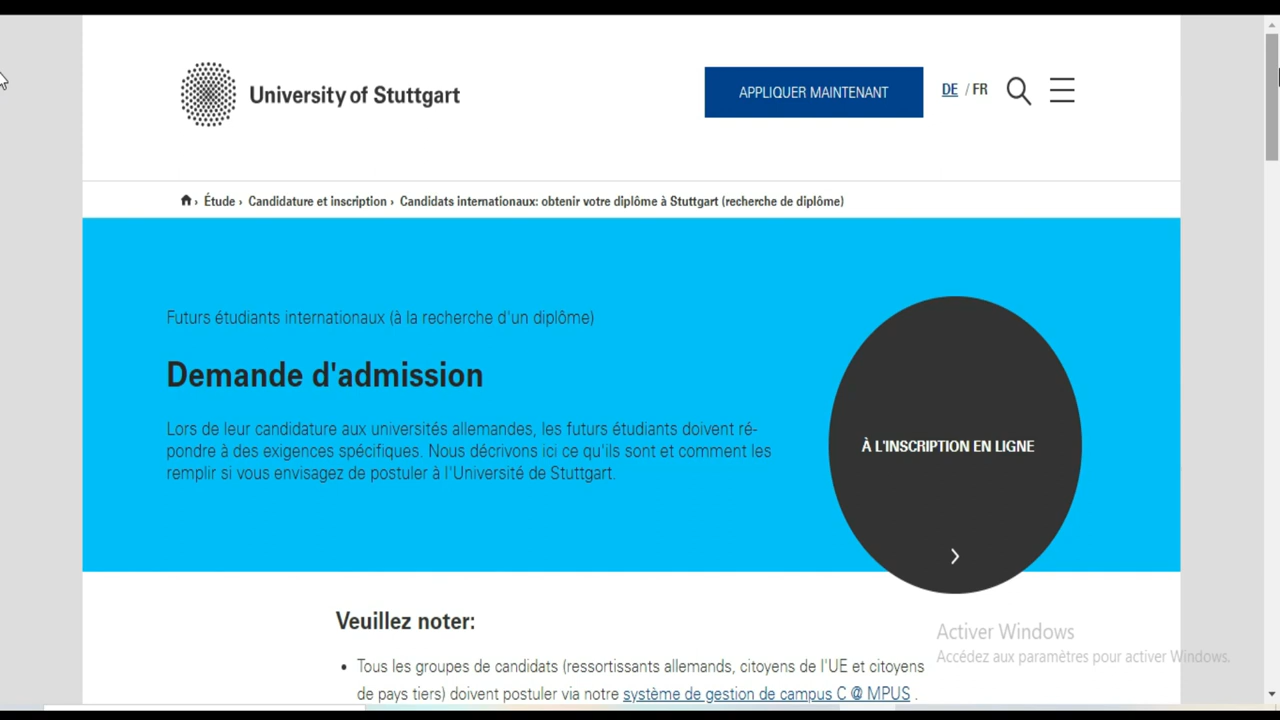 University of Stuttgart
APPLIQUER MAINTENANT
DE / FR
Étude › Candidature et inscription › Candidats internationaux: obtenir votre diplôme à Stuttgart (recherche de diplôme)
Futurs étudiants internationaux (à la recherche d'un diplôme)
Demande d'admission
Lors de leur candidature aux universités allemandes, les futurs étudiants doivent ré-
pondre à des exigences spécifiques. Nous décrivons ici ce qu'ils sont et comment les
remplir si vous envisagez de postuler à l'Université de Stuttgart.
À L'INSCRIPTION EN LIGNE
Veuillez noter:
• Tous les groupes de candidats (ressortissants allemands, citoyens de l'UE et citoyens
de pays tiers) doivent postuler via notre système de gestion de campus C @ MPUS .
Activer Windows
Accédez aux paramètres pour activer Windows.